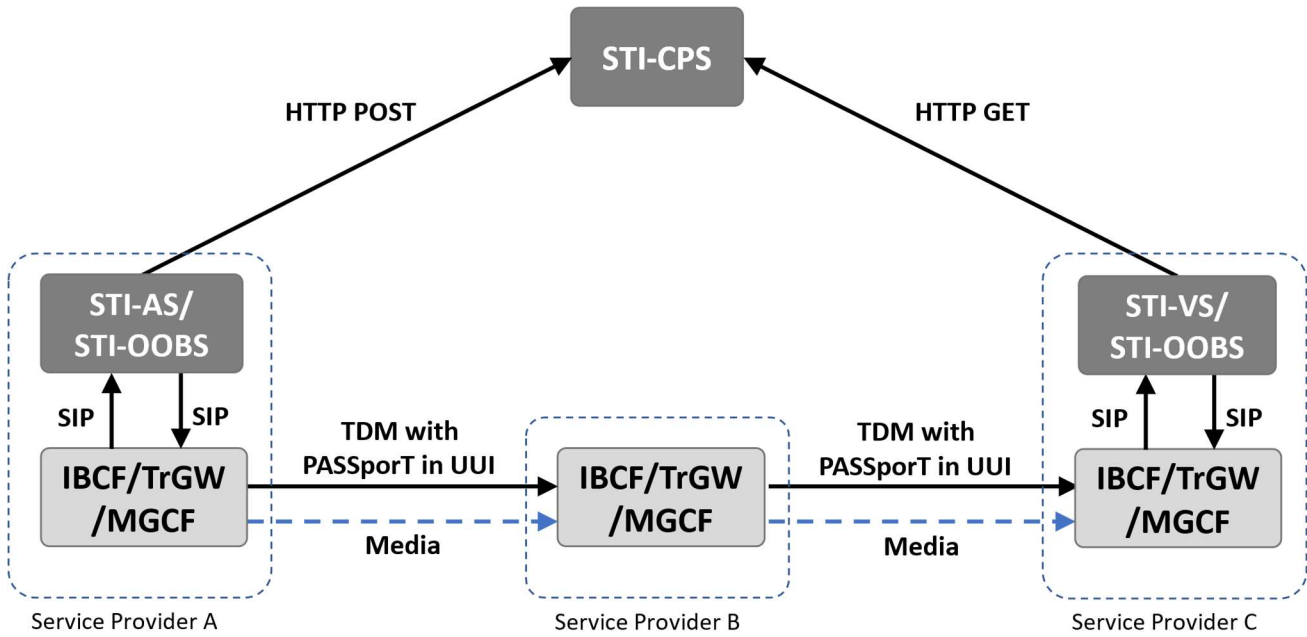 STI-CPS
HTTP POST
HTTP GET
STI-AS/
STI-OOBS
STI-VS/
STI-OOBS
SIP
SIP
SIP
SIP
TDM with
PASSporT in UUI
TDM with
PASSporT in UUI
IBCF/TrGW
/MGCF
IBCF/TrGW
/MGCF
IBCF/TrGW
/MGCF
Media
Media
Service Provider A
Service Provider B
Service Provider C